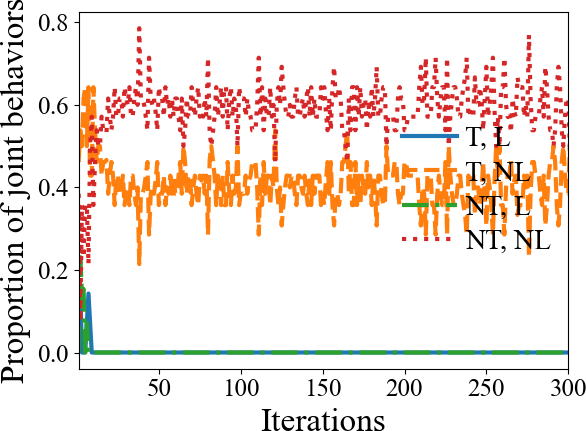 Proportion of joint behaviors
0.8
0.6
0.4
0.2
0.0
50
100
150
200
250
300
Iterations
T, L
T, NL
NT, L
NT, NL